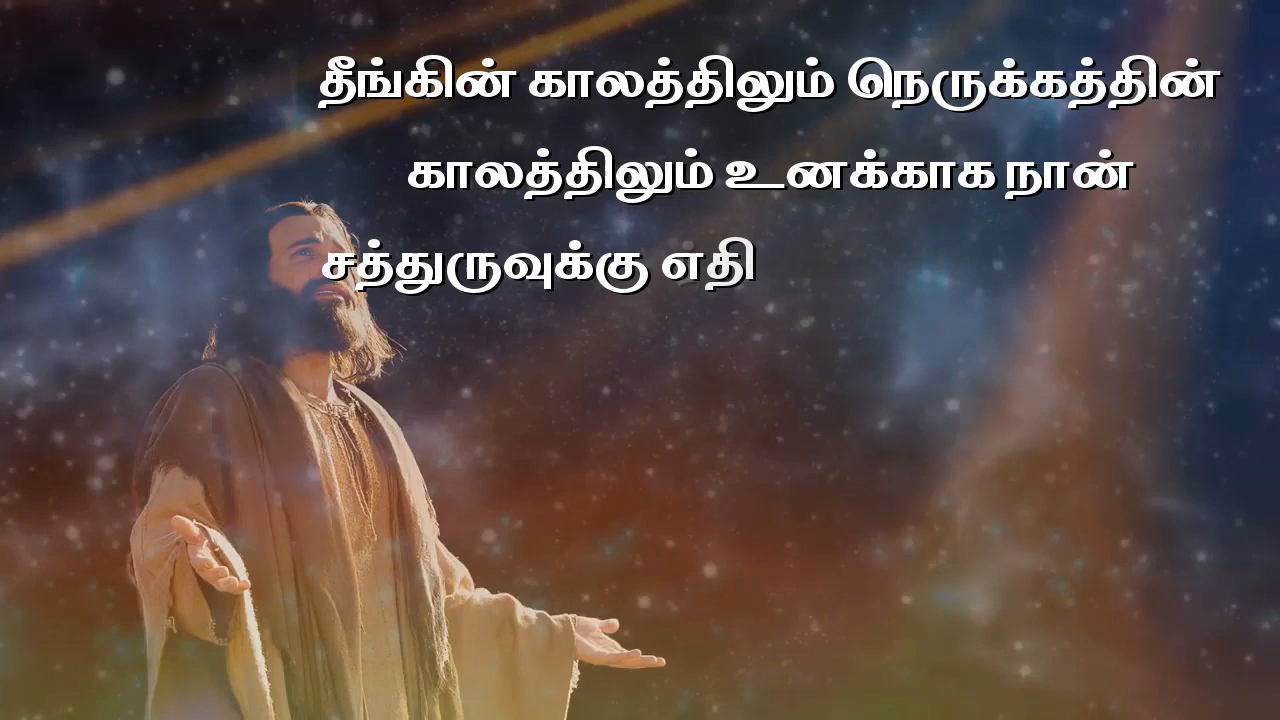 தீங்கின் காலத்திலும் நெருக்கத்தின்
காலத்திலும் உனக்காக நான்
சத்துருவுக்கு எதி